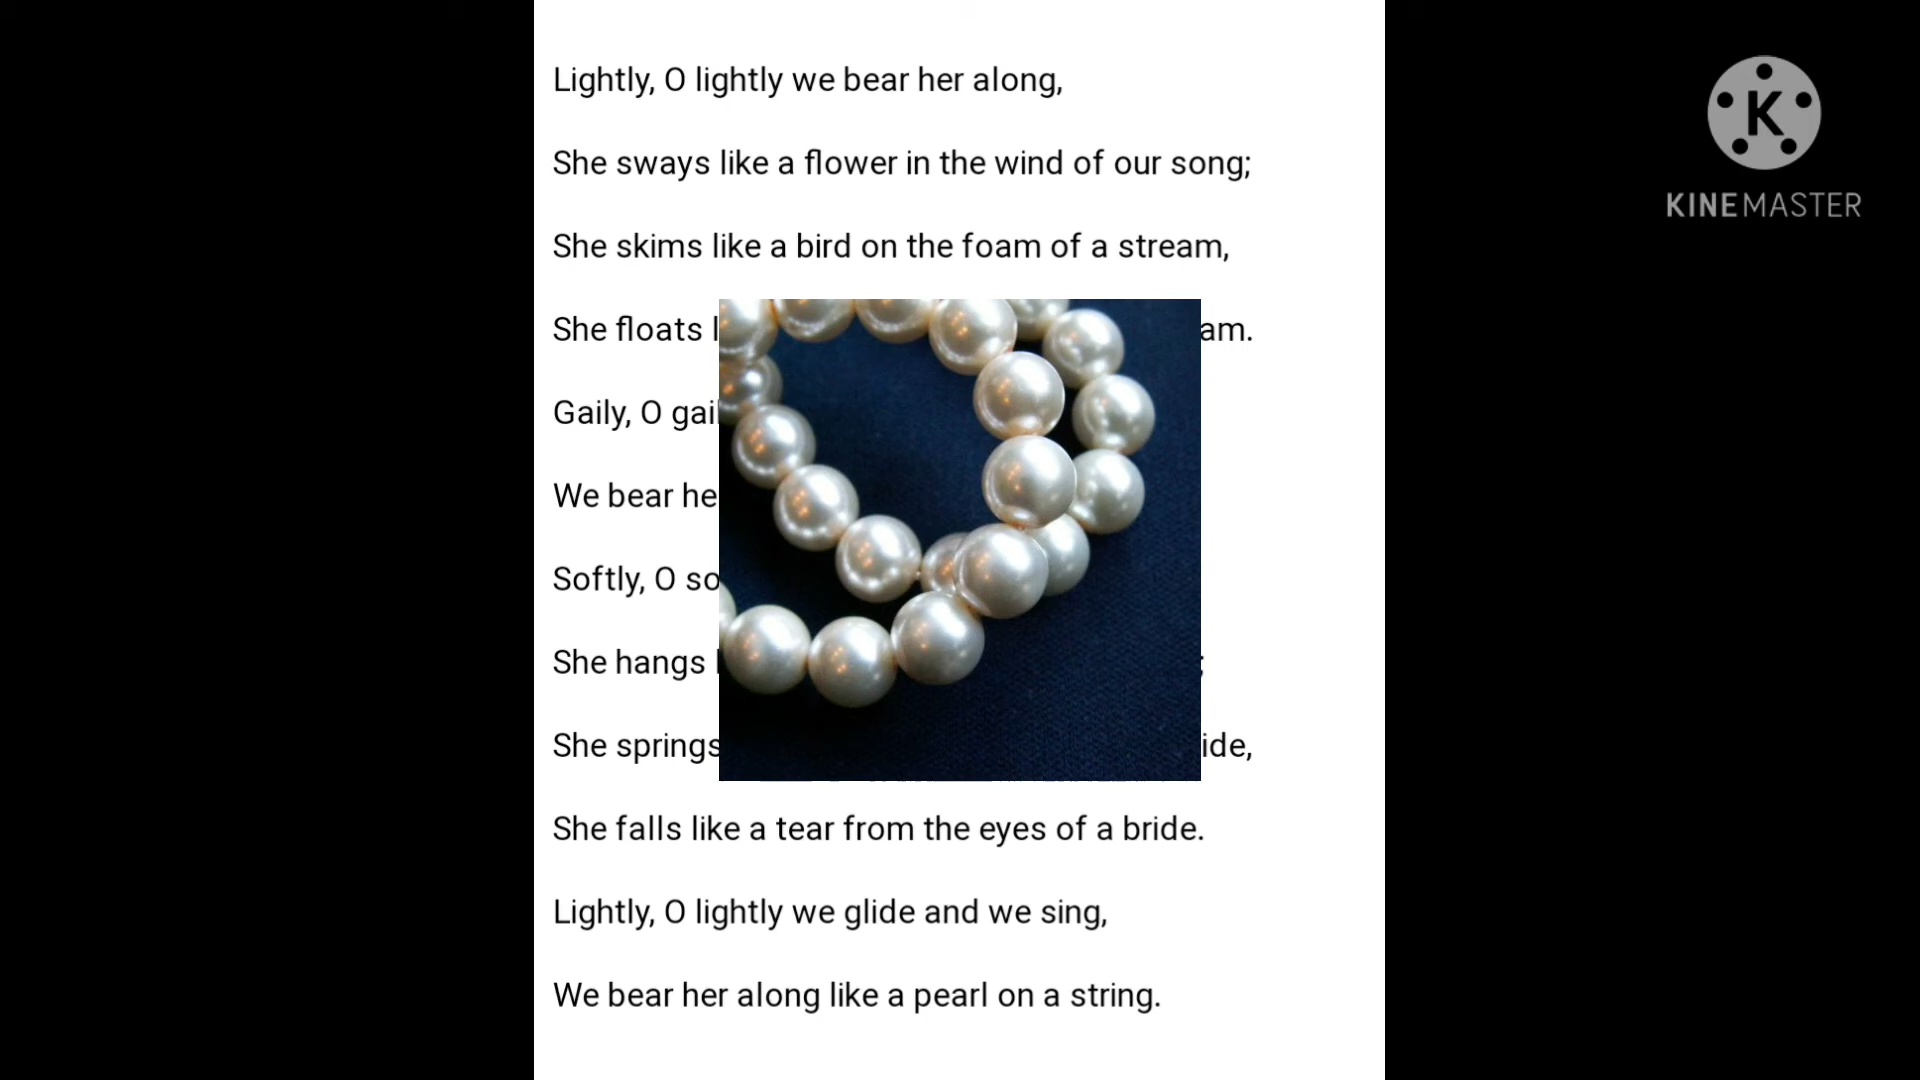 Lightly, O lightly we bear her along,
She sways like a flower in the wind of our song;
She skims like a bird on the foam of a stream,
She floats am.
Gaily, O
We bear
Softly, O
She hangs ;
She springs ide,
She falls like a tear from the eyes of a bride.
Lightly, O lightly we glide and we sing,
We bear her along like a pearl on a string.
K
KINEMASTER